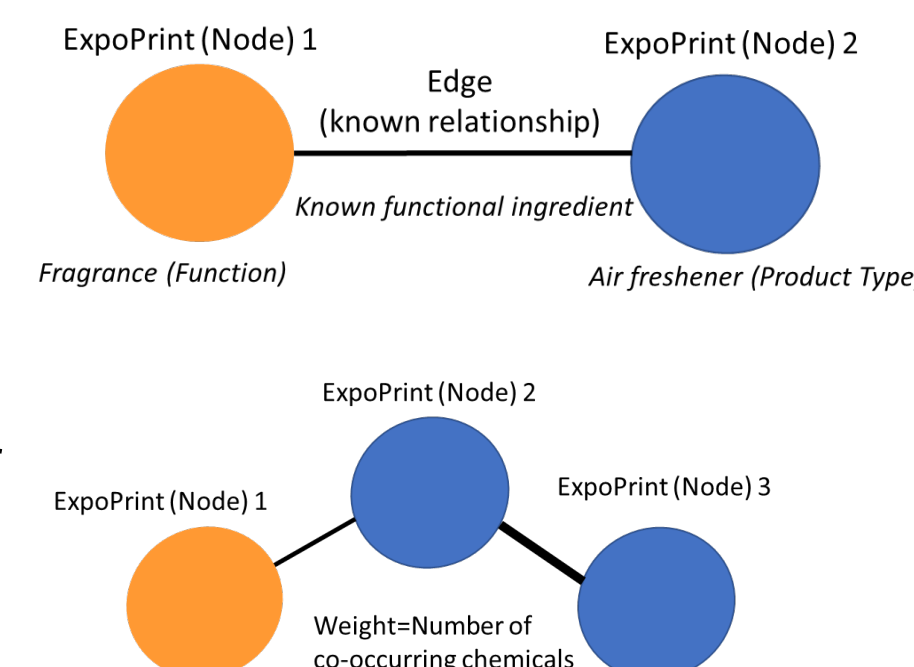 ExpoPrint (Node) 1
ExpoPrint (Node) 2
Edge
(known relationship)
Known functional ingredient
Fragrance (Function)
Air freshener (Product Type
ExpoPrint (Node) 2
ExpoPrint (Node) 3
ExpoPrint (Node) 1
Weight=Number of
co-occurring chemicals